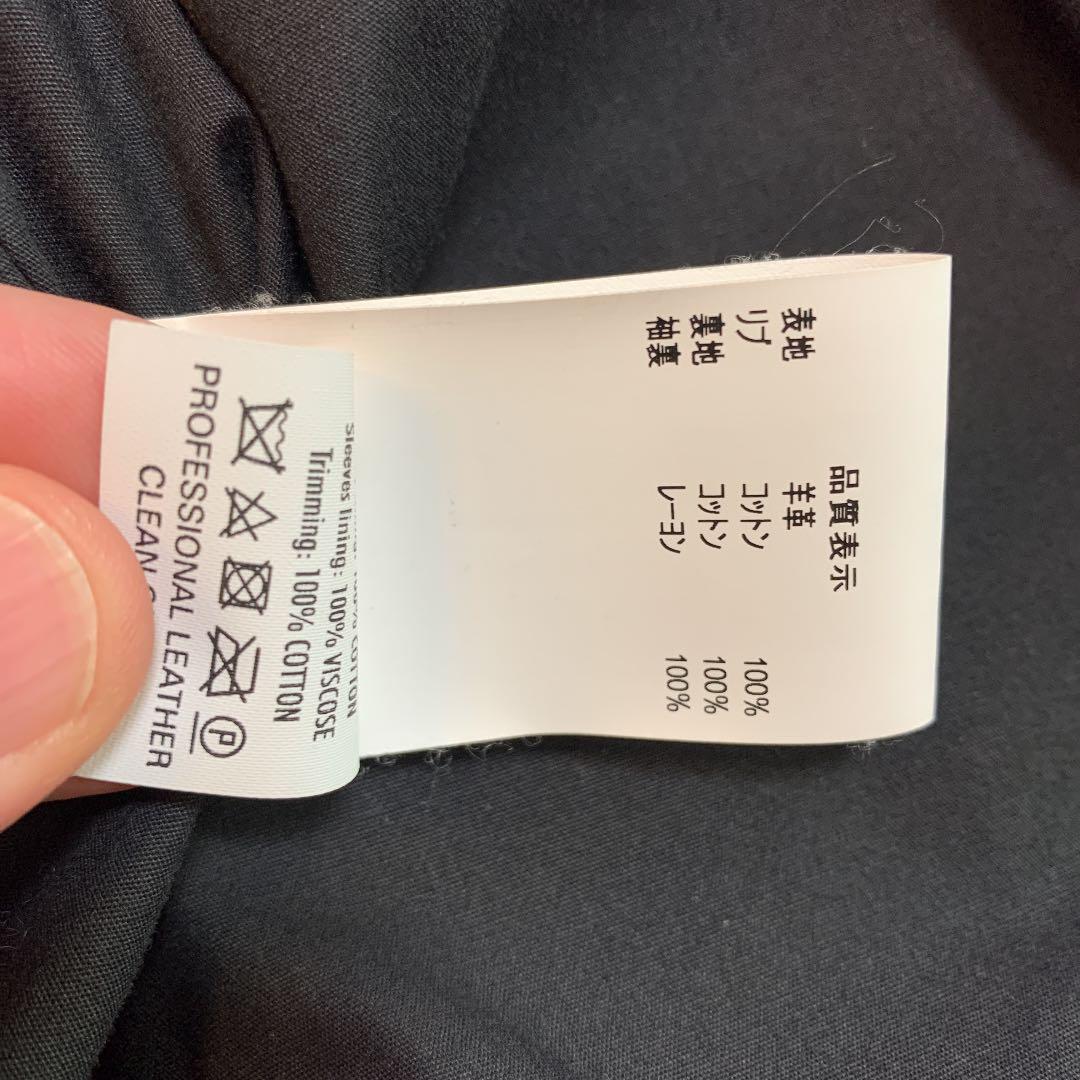 品質表示
表地 羊革
リブ コットン 100%
裏地 コットン 100%
袖裏 レーヨン 100%
COTTON
Sleeves lining: 100% VISCOSE
Trimming: 100% COTTON
P
PROFESSIONAL LEATHER
CLEAN